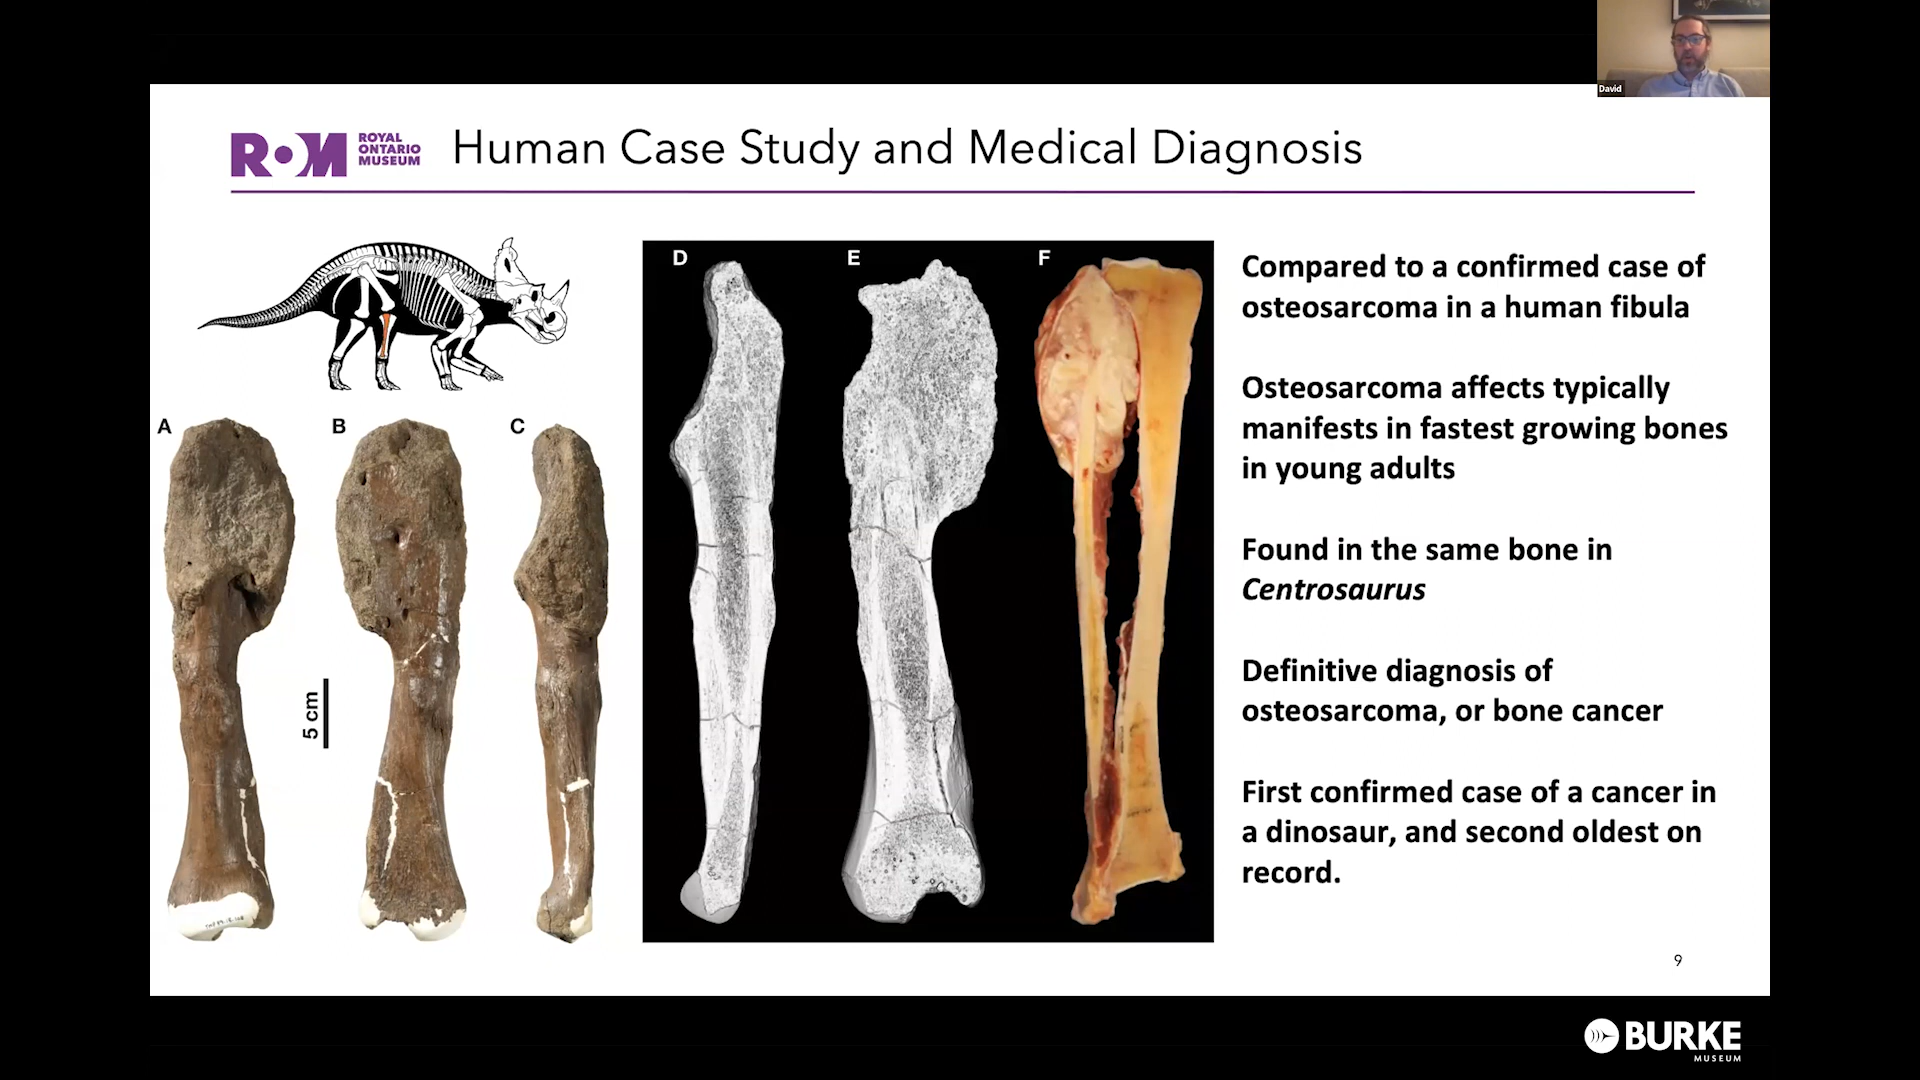 David
ROM
ROYAL
ONTARIO
MUSEUM
Human Case Study and Medical Diagnosis
A
B
C
5 cm
D
E
F
Compared to a confirmed case of
osteosarcoma in a human fibula
Osteosarcoma affects typically
manifests in fastest growing bones
in young adults
Found in the same bone in
Centrosaurus
Definitive diagnosis of
osteosarcoma, or bone cancer
First confirmed case of a cancer in
a dinosaur, and second oldest on
record.
9
BURKE
MUSEUM